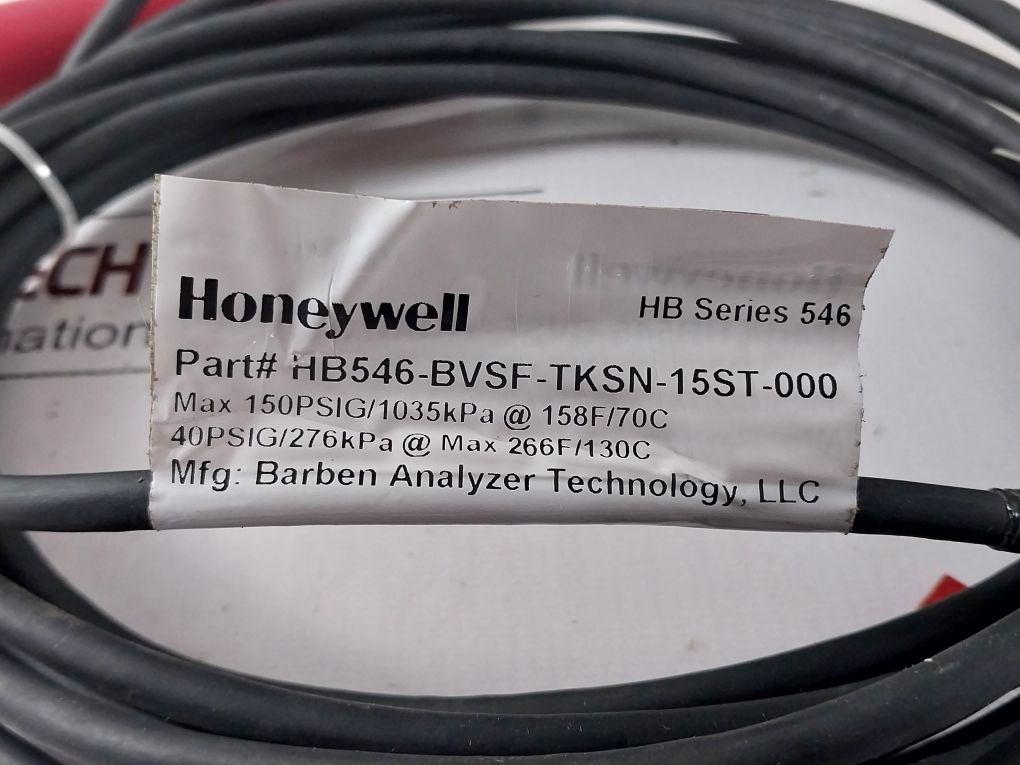 Honeywell
HB Series 546
Part# HB546-BVSF-TKSN-15ST-000
Max 150PSIG/1035kPa @ 158F/70C
40PSIG/276kPa @ Max 266F/130C
Mfg: Barben Analyzer Technology, LLC